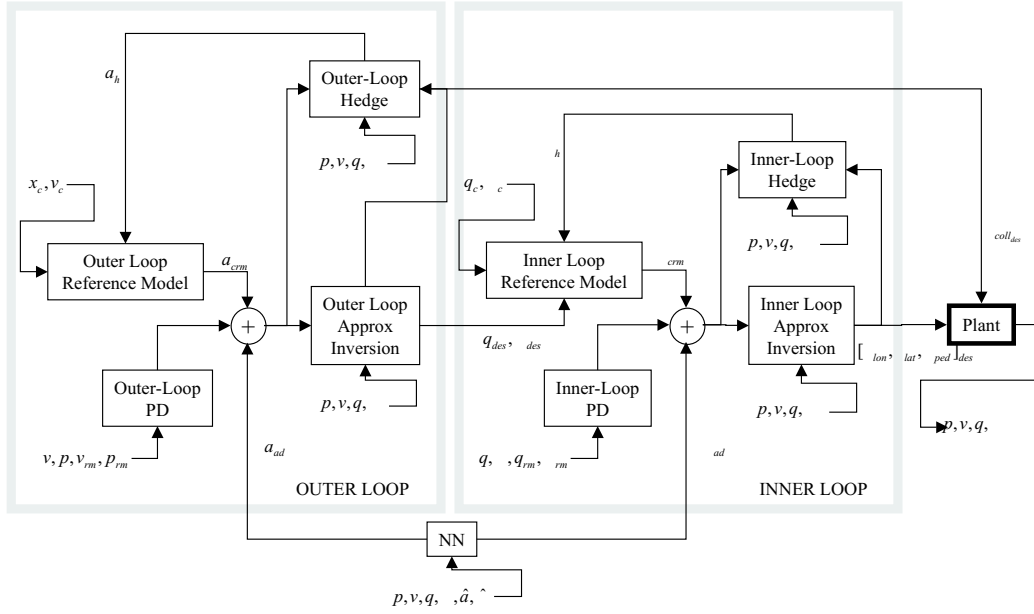 a_h
Outer-Loop
Hedge
p, v, q,
x_c, v_c
Outer Loop
Reference Model
a_crm
+
Outer Loop
Approx
Inversion
p, v, q,
Outer-Loop
PD
v, p, v_rm, p_rm
a_ad
OUTER LOOP
q_des, des
h
Inner-Loop
Hedge
p, v, q,
q_c, c
Inner Loop
Reference Model
crm
+
Inner Loop
Approx
Inversion
p, v, q,
Inner-Loop
PD
q, , q_rm, rm
ad
INNER LOOP
coll_des
Plant
[ lon, lat, ped ]des
p, v, q,
NN
p, v, q, , â, ˆ